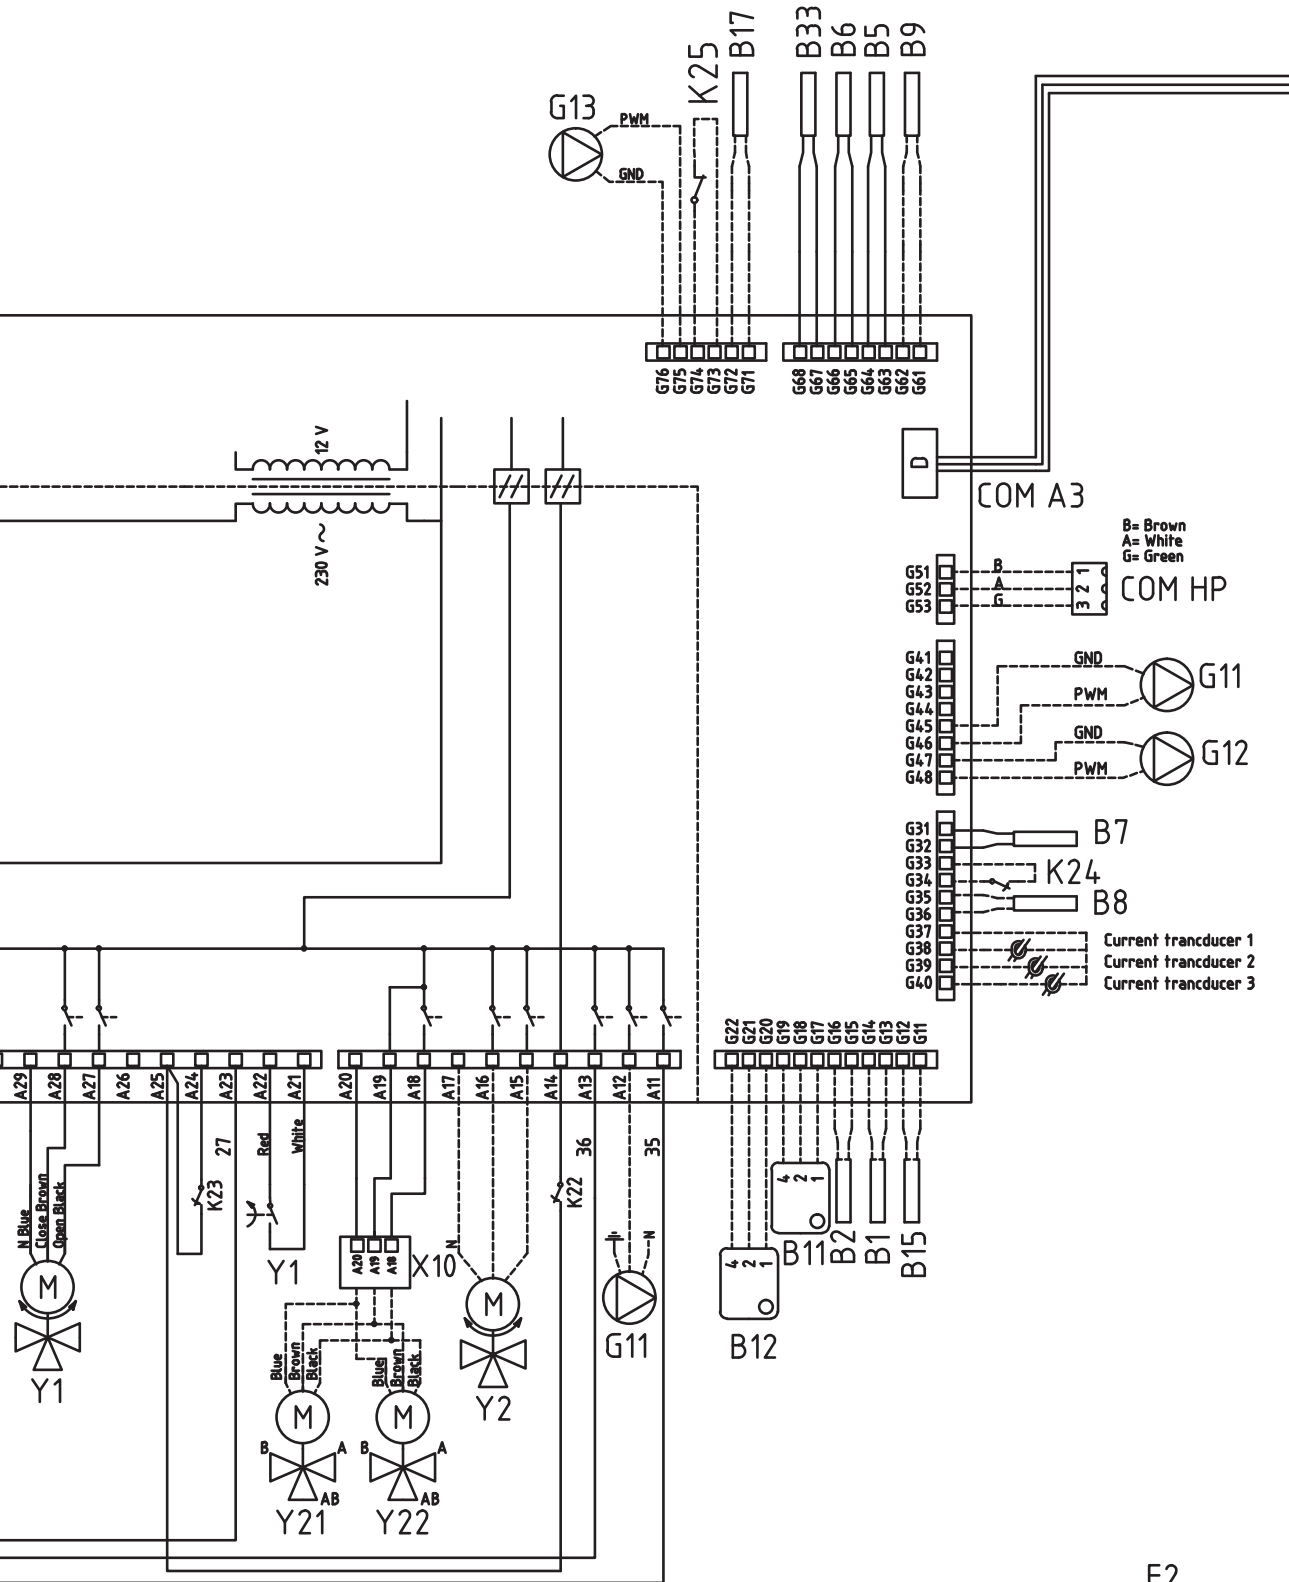 B17
B33
B6
B5
B9
K25
G13
PWM
GND
G76
G75
G74
G73
G72
G71
G68
G67
G66
G65
G64
G63
G62
G61
12 V
230 V ~
D
COM A3
B= Brown
A= White
G= Green
G51
G52
G53
B
A
G
1
2
3
COM HP
G41
G42
G43
G44
G45
G46
G47
G48
GND
PWM
G11
GND
PWM
G12
G31
G32
G33
G34
G35
G36
G37
G38
G39
G40
B7
K24
B8
Current trancducer 1
Current trancducer 2
Current trancducer 3
G22
G21
G20
G19
G18
G17
G16
G15
G14
G13
G12
G11
A29
A28
A27
A26
A25
A24
A23
A22
A21
A20
A19
A18
A17
A16
A15
A14
A13
A12
A11
N Blue
Close Brown
Open Black
K23
27
Red
White
N
K22
36
35
N
4
2
1
B11
4
2
1
B12
B2
B1
B15
M
Y1
Y1
A20
A19
A18
X10
M
Y2
G11
Blue
Brown
Black
Blue
Brown
Black
M
M
B
A
AB
Y21
B
A
AB
Y22
E2